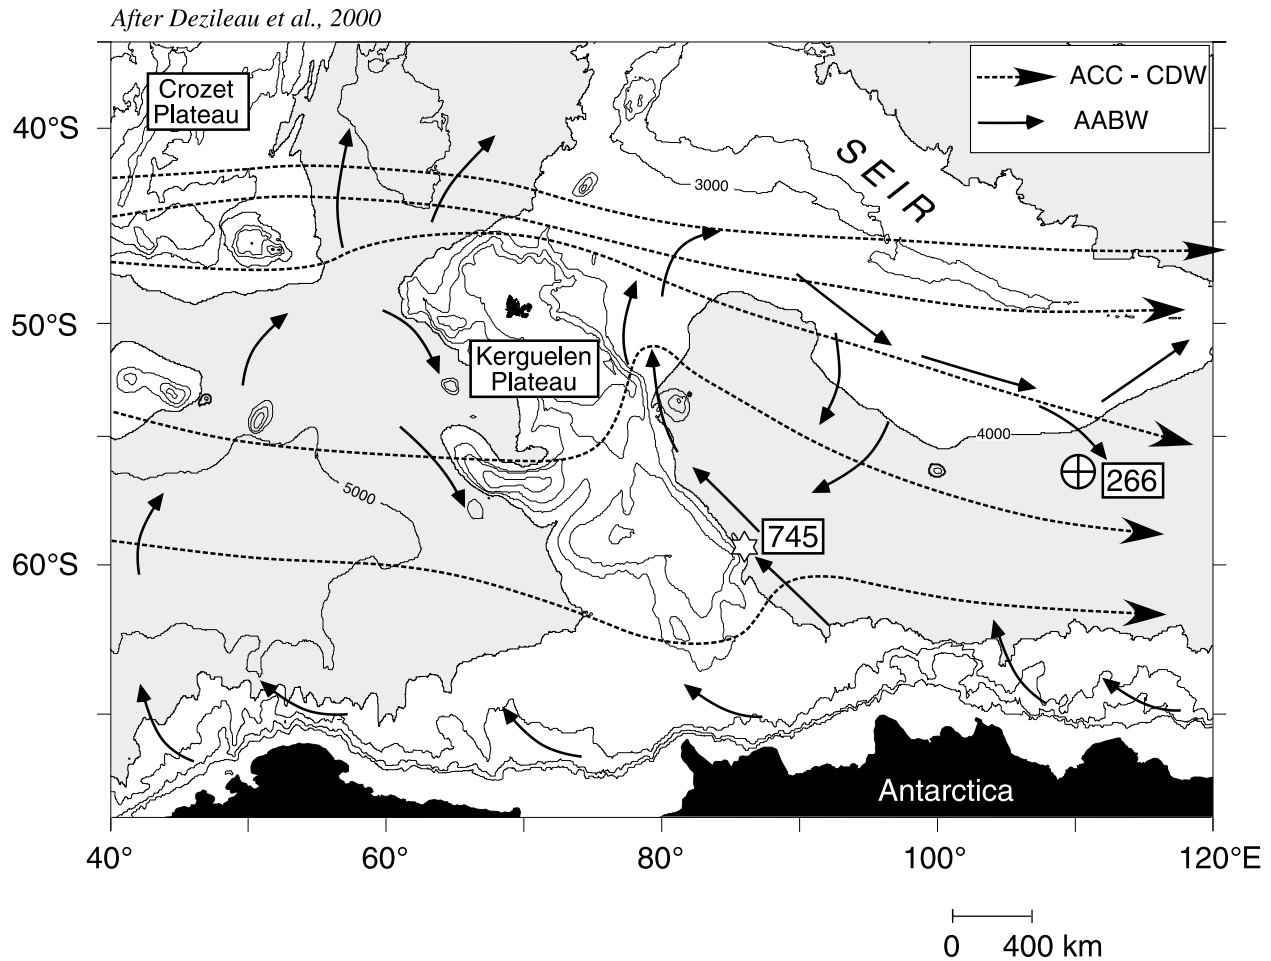 After Dezileau et al., 2000
Crozet
Plateau
ACC - CDW
AABW
SEIR
3000
40°S
50°S
60°S
Kerguelen
Plateau
4000
5000
266
745
Antarctica
40°
60°
80°
100°
120°E
0
400 km